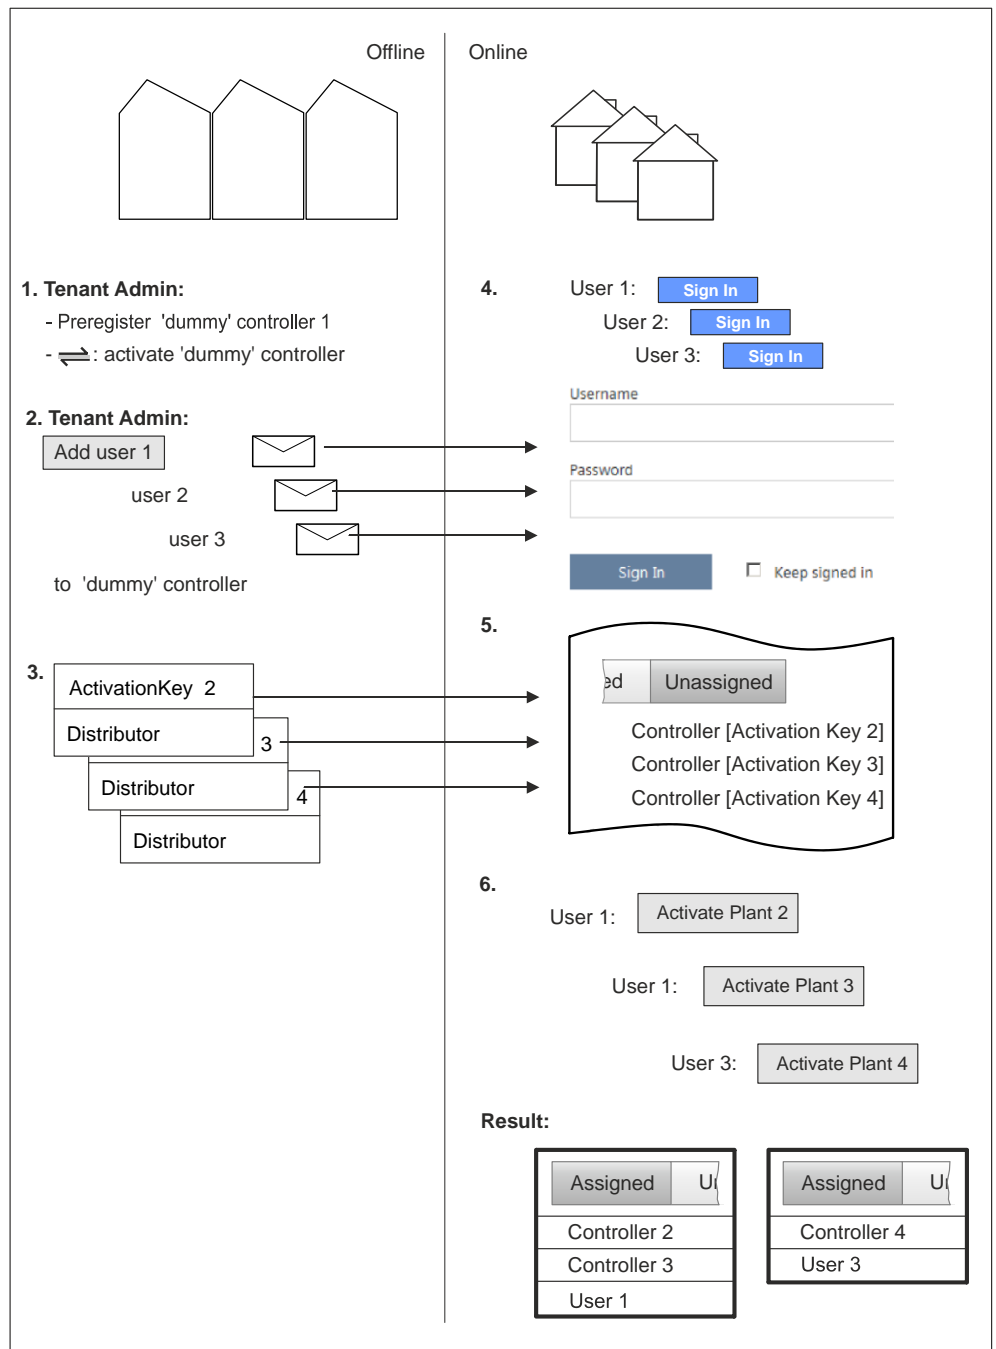 Offline
Online
1. Tenant Admin:
- Preregister 'dummy' controller 1
- : activate 'dummy' controller
2. Tenant Admin:
Add user 1
user 2
user 3
to 'dummy' controller
3.
ActivationKey 2
Distributor
3
Distributor
4
Distributor
4.
User 1: Sign In
User 2: Sign In
User 3: Sign In
Username
Password
Sign In
Keep signed in
5.
ed
Unassigned
Controller [Activation Key 2]
Controller [Activation Key 3]
Controller [Activation Key 4]
6.
User 1: Activate Plant 2
User 1: Activate Plant 3
User 3: Activate Plant 4
Result:
Assigned
Controller 2
Controller 3
User 1
Assigned
Controller 4
User 3